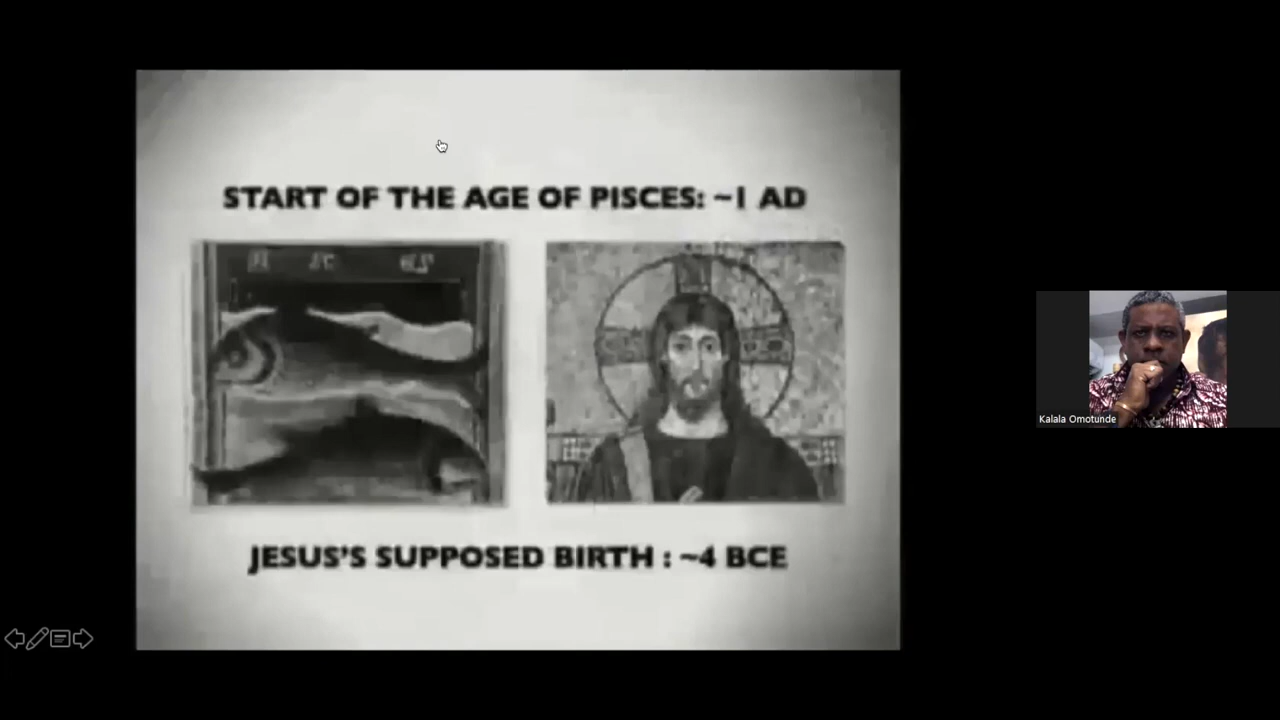 START OF THE AGE OF PISCES: ~1 AD
JESUS'S SUPPOSED BIRTH : ~4 BCE
Kalala Omotunde